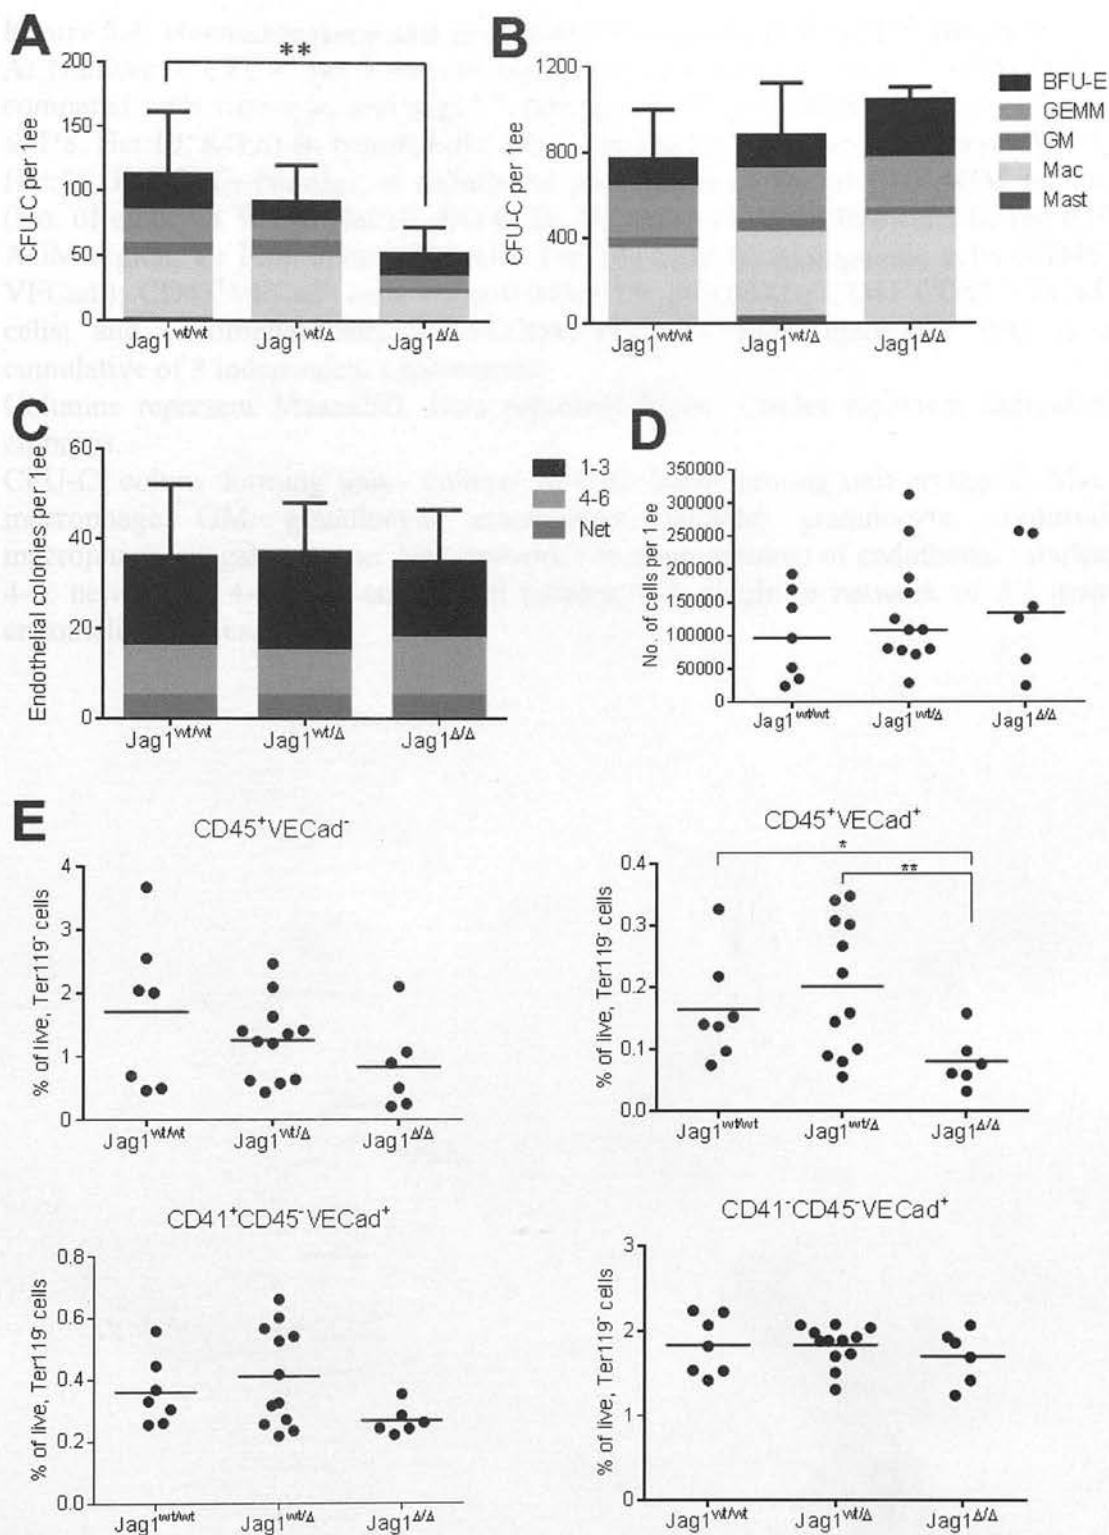 A
**
CFU-C per 1ee
200
150
100
50
0
Jag1wt/wt
Jag1wt/Δ
Jag1Δ/Δ
B
CFU-C per 1ee
1200
800
400
0
Jag1wt/wt
Jag1wt/Δ
Jag1Δ/Δ
BFU-E
GEMM
GM
Mac
Mast
C
Endothelial colonies per 1ee
60
40
20
0
Jag1wt/wt
Jag1wt/Δ
Jag1Δ/Δ
1-3
4-6
Net
D
No. of cells per 1ee
350000
300000
250000
200000
150000
100000
50000
0
Jag1wt/wt
Jag1wt/Δ
Jag1Δ/Δ
E
CD45+VECad-
% of live, Ter119- cells
4
3
2
1
0
Jag1wt/wt
Jag1wt/Δ
Jag1Δ/Δ
CD45+VECad+
*
**
% of live, Ter119- cells
0.4
0.3
0.2
0.1
0.0
Jag1wt/wt
Jag1wt/Δ
Jag1Δ/Δ
CD41+CD45-VECad+
% of live, Ter119- cells
0.8
0.6
0.4
0.2
0.0
Jag1wt/wt
Jag1wt/Δ
Jag1Δ/Δ
CD41-CD45-VECad+
% of live, Ter119- cells
3
2
1
0
Jag1wt/wt
Jag1wt/Δ
Jag1Δ/Δ